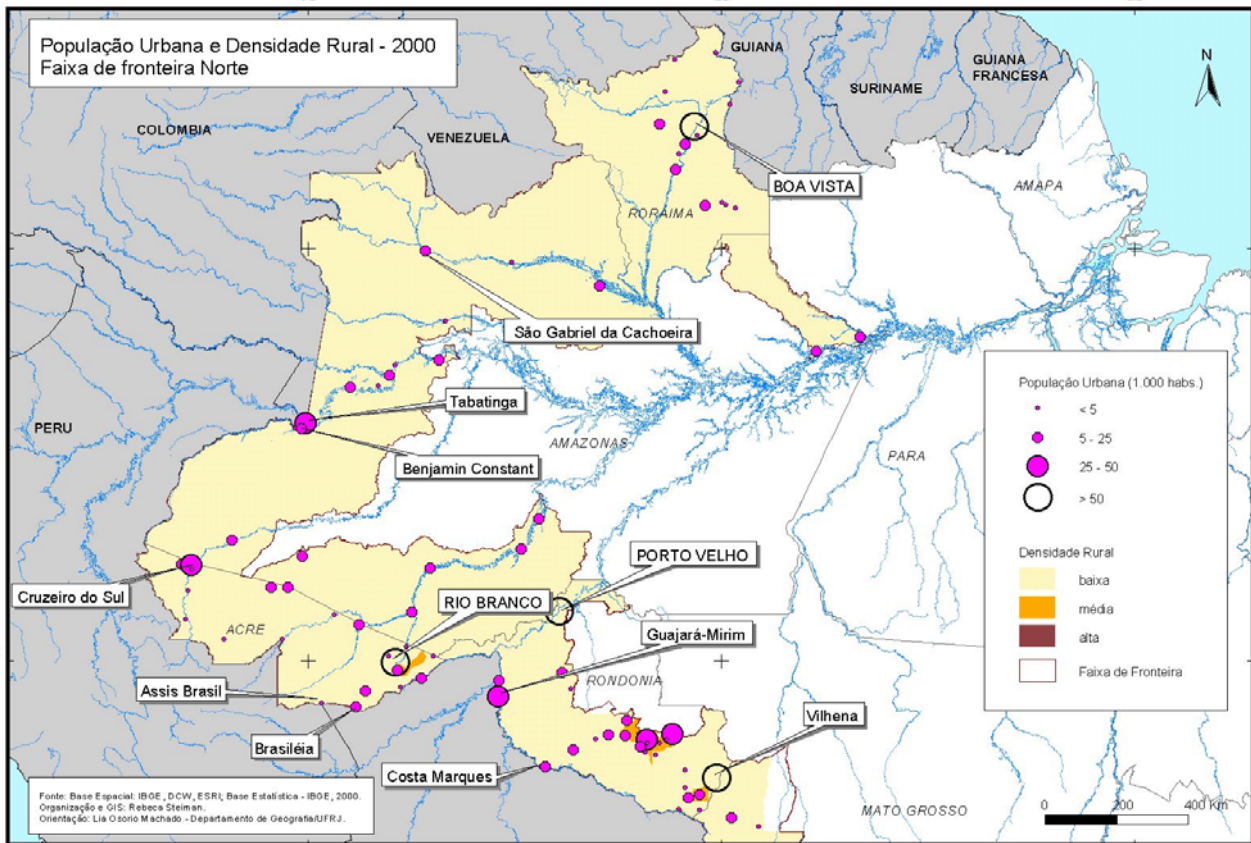 População Urbana e Densidade Rural - 2000
Faixa de fronteira Norte
N
GUIANA
GUIANA
FRANCESA
SURINAME
COLOMBIA
VENEZUELA
BOA VISTA
AMAPA
RORAIMA
São Gabriel da Cachoeira
Tabatinga
PERU
AMAZONAS
PARA
Benjamin Constant
PORTO VELHO
Cruzeiro do Sul
RIO BRANCO
Guajará-Mirim
ACRE
Assis Brasil
RONDONIA
Vilhena
Brasiléia
Costa Marques
MATO GROSSO
População Urbana (1.000 habs.)
< 5
5 - 25
25 - 50
> 50
Densidade Rural
baixa
média
alta
Faixa de Fronteira
0 200 400 Km
Fonte: Base Espacial: IBGE, DCW, ESRI; Base Estatística - IBGE, 2000.
Organização e GIS: Rebeca Steiman.
Orientação: Lia Osorio Machado - Departamento de Geografia/UFRJ.